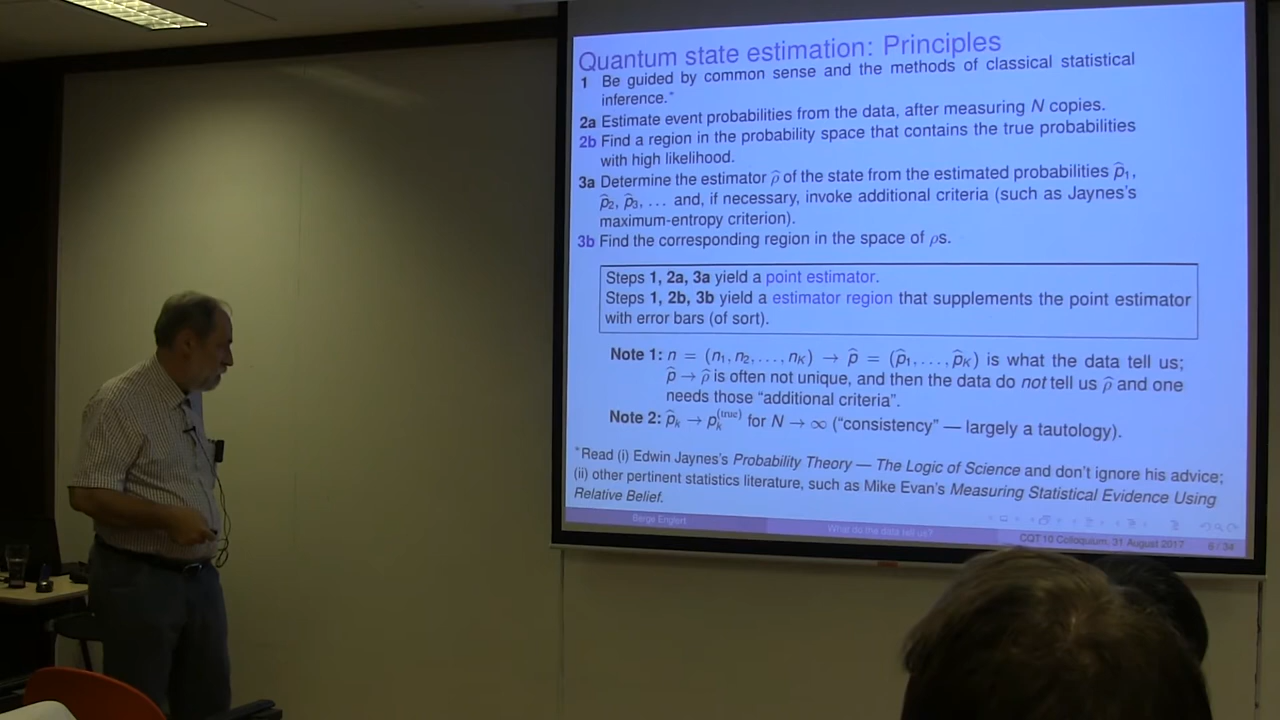 Quantum state estimation: Principles
1 Be guided by common sense and the methods of classical statistical
inference.*
2a Estimate event probabilities from the data, after measuring N copies.
2b Find a region in the probability space that contains the true probabilities
with high likelihood.
3a Determine the estimator ρ̂ of the state from the estimated probabilities p̂₁,
p̂₂, p̂₃, … and, if necessary, invoke additional criteria (such as Jaynes's
maximum-entropy criterion).
3b Find the corresponding region in the space of ρs.
Steps 1, 2a, 3a yield a point estimator.
Steps 1, 2b, 3b yield a estimator region that supplements the point estimator
with error bars (of sort).
Note 1: n = (n₁, n₂, …, n_K) → p̂ = (p̂₁, …, p̂_K) is what the data tell us;
p̂ → ρ̂ is often not unique, and then the data do not tell us ρ̂ and one
needs those “additional criteria”.
Note 2: p̂_k → p_k^(true) for N → ∞ (“consistency” — largely a tautology).
*Read (i) Edwin Jaynes's Probability Theory — The Logic of Science and don't ignore his advice;
(ii) other pertinent statistics literature, such as Mike Evan's Measuring Statistical Evidence Using
Relative Belief.
Berge Englert What do the data tell us? CQT10 Colloquium, 31 August 2017 6 / 34